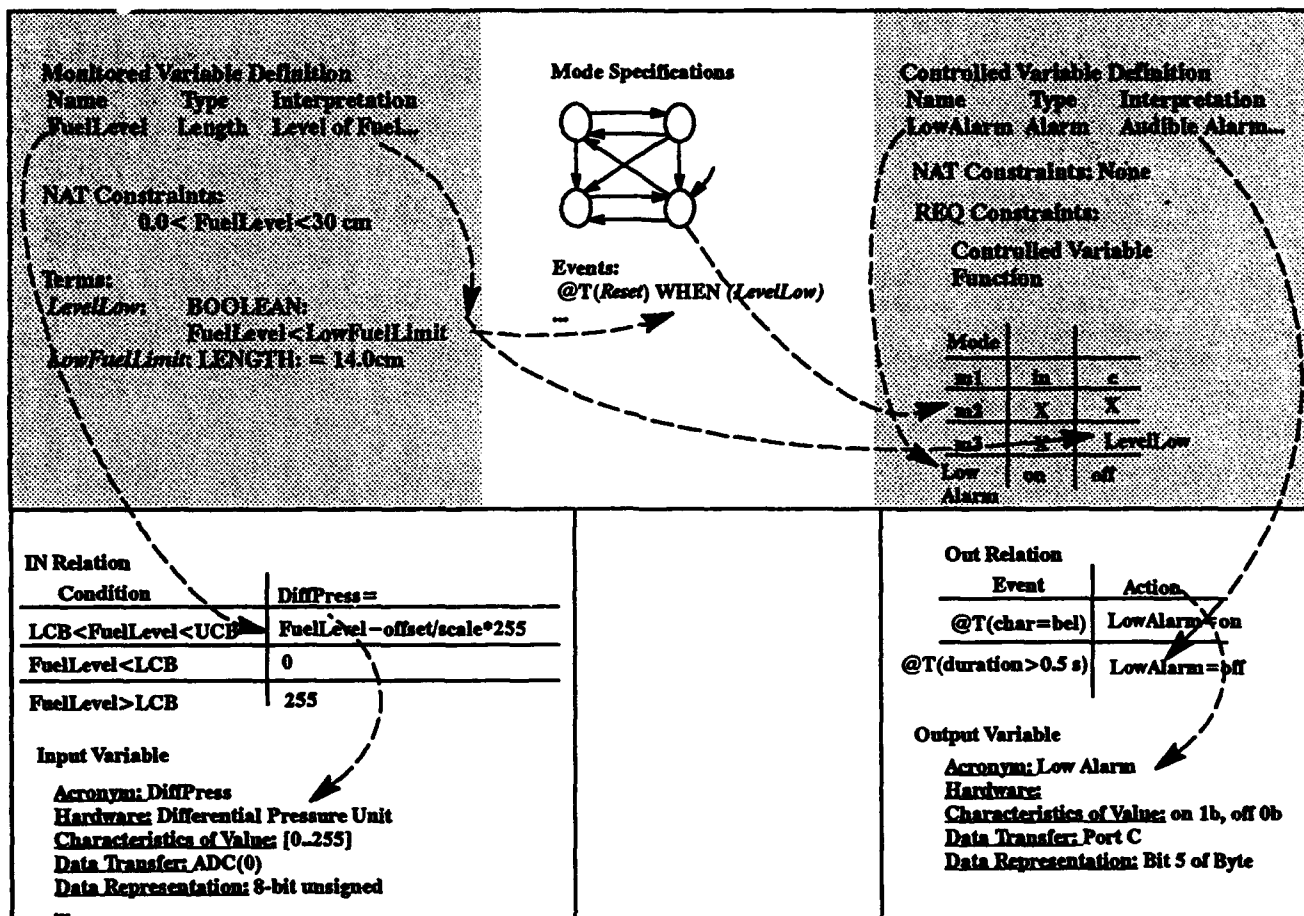 Monitored Variable Definition
Name Type Interpretation
FuelLevel Length Level of Fuel...
NAT Constraints:
0.0< FuelLevel<30 cm
Terms:
LevelLow: BOOLEAN:
FuelLevel<LowFuelLimit
LowFuelLimit: LENGTH: = 14.0cm
Mode Specifications
Events:
@T(Reset) WHEN (LevelLow)
...
Controlled Variable Definition
Name Type Interpretation
LowAlarm Alarm Audible Alarm...
NAT Constraints: None
REQ Constraints:
Controlled Variable
Function
Mode
m1 in e
m2 X X
m3 X LevelLow
Low
Alarm on off
IN Relation
Condition DiffPress=
LCB<FuelLevel<UCB FuelLevel-offset/scale*255
FuelLevel<LCB 0
FuelLevel>LCB 255
Input Variable
Acronym: DiffPress
Hardware: Differential Pressure Unit
Characteristics of Value: [0..255]
Data Transfer: ADC(0)
Data Representation: 8-bit unsigned
...
Out Relation
Event Action
@T(char=bel) LowAlarm=on
@T(duration>0.5 s) LowAlarm=off
Output Variable
Acronym: Low Alarm
Hardware:
Characteristics of Value: on 1b, off 0b
Data Transfer: Port C
Data Representation: Bit 5 of Byte